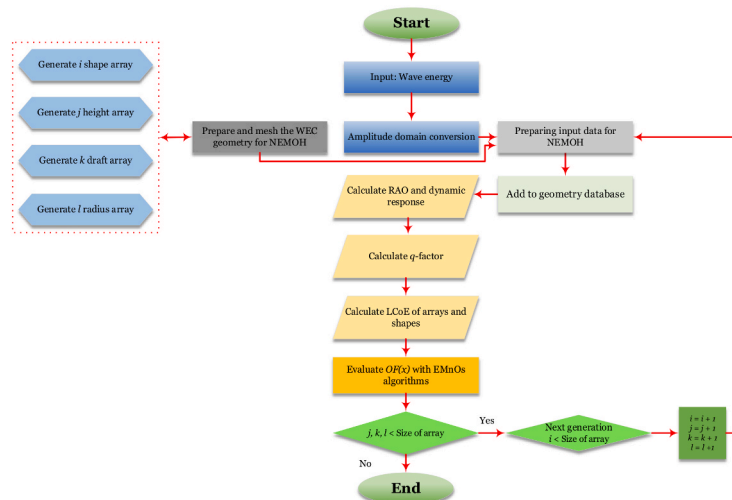 Start
Input: Wave energy
Generate i shape array
Generate j height array
Generate k draft array
Generate l radius array
Prepare and mesh the WEC
geometry for NEMOH
Amplitude domain conversion
Preparing input data for
NEMOH
Add to geometry database
Calculate RAO and dynamic
response
Calculate q-factor
Calculate LCoE of arrays and
shapes
Evaluate OF(x) with EMnOs
algorithms
j, k, l < Size of array
Yes
Next generation
i < Size of array
i = i + 1
j = j + 1
k = k + 1
l = l +1
No
End